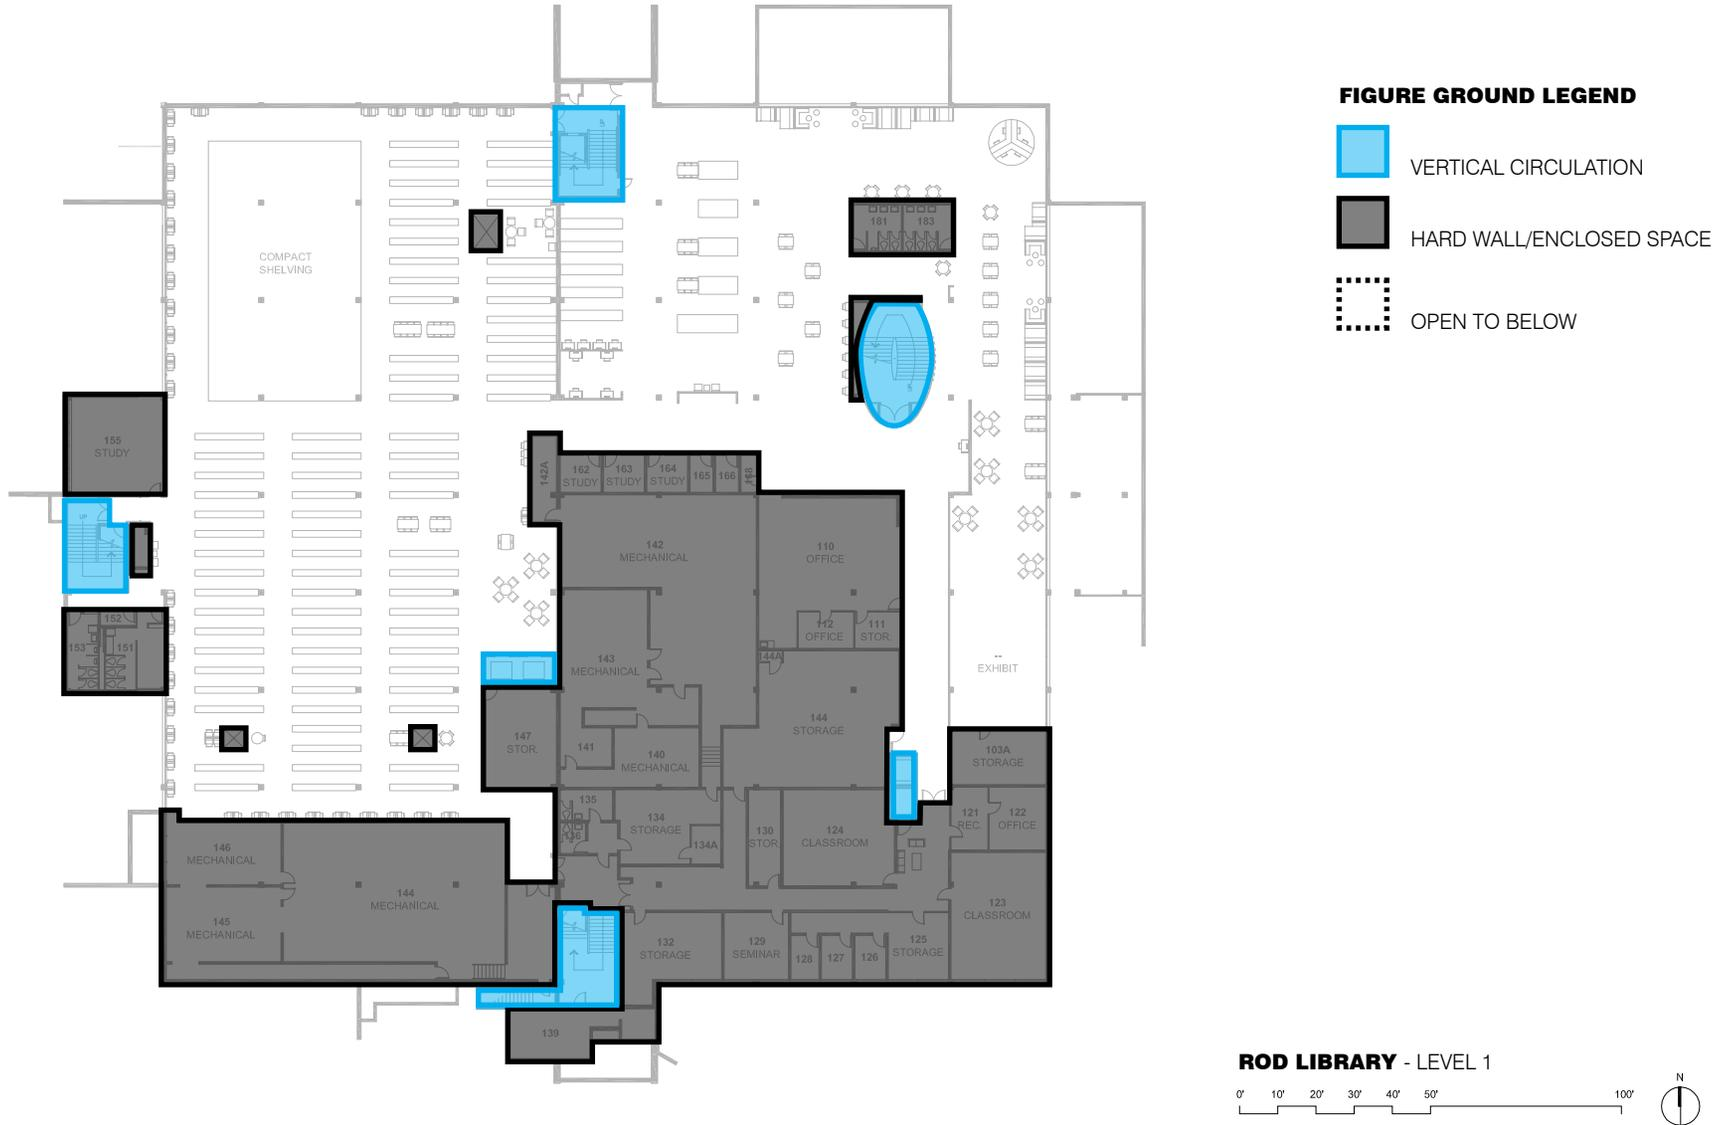 FIGURE GROUND LEGEND
VERTICAL CIRCULATION
HARD WALL/ENCLOSED SPACE
OPEN TO BELOW
UP
181
183
COMPACT
SHELVING
UP
155
STUDY
142A
162
STUDY
163
STUDY
164
STUDY
165
166
168
UP
142
MECHANICAL
110
OFFICE
112
OFFICE
111
STOR.
152
153
151
143
MECHANICAL
144A
--
EXHIBIT
147
STOR.
144
STORAGE
141
140
MECHANICAL
103A
STORAGE
135
136
134
STORAGE
134A
130
STOR.
124
CLASSROOM
121
REC.
122
OFFICE
146
MECHANICAL
144
MECHANICAL
145
MECHANICAL
123
CLASSROOM
132
STORAGE
129
SEMINAR
128
127
126
125
STORAGE
139
ROD LIBRARY - LEVEL 1
0' 10' 20' 30' 40' 50' 100'
N